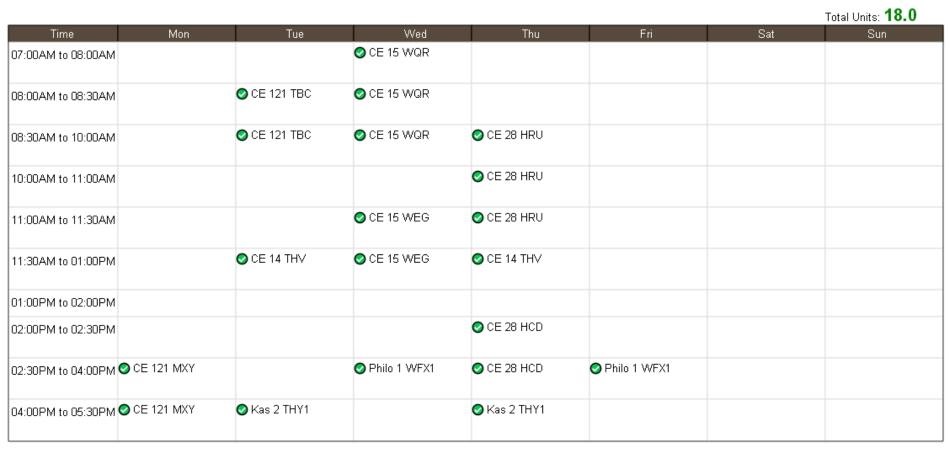 Total Units: 18.0
Time Mon Tue Wed Thu Fri Sat Sun
07:00AM to 08:00AM CE 15 WQR
08:00AM to 08:30AM CE 121 TBC CE 15 WQR
08:30AM to 10:00AM CE 121 TBC CE 15 WQR CE 28 HRU
10:00AM to 11:00AM CE 28 HRU
11:00AM to 11:30AM CE 15 WEG CE 28 HRU
11:30AM to 01:00PM CE 14 THV CE 15 WEG CE 14 THV
01:00PM to 02:00PM
02:00PM to 02:30PM CE 28 HCD
02:30PM to 04:00PM CE 121 MXY Philo 1 WFX1 CE 28 HCD Philo 1 WFX1
04:00PM to 05:30PM CE 121 MXY Kas 2 THY1 Kas 2 THY1